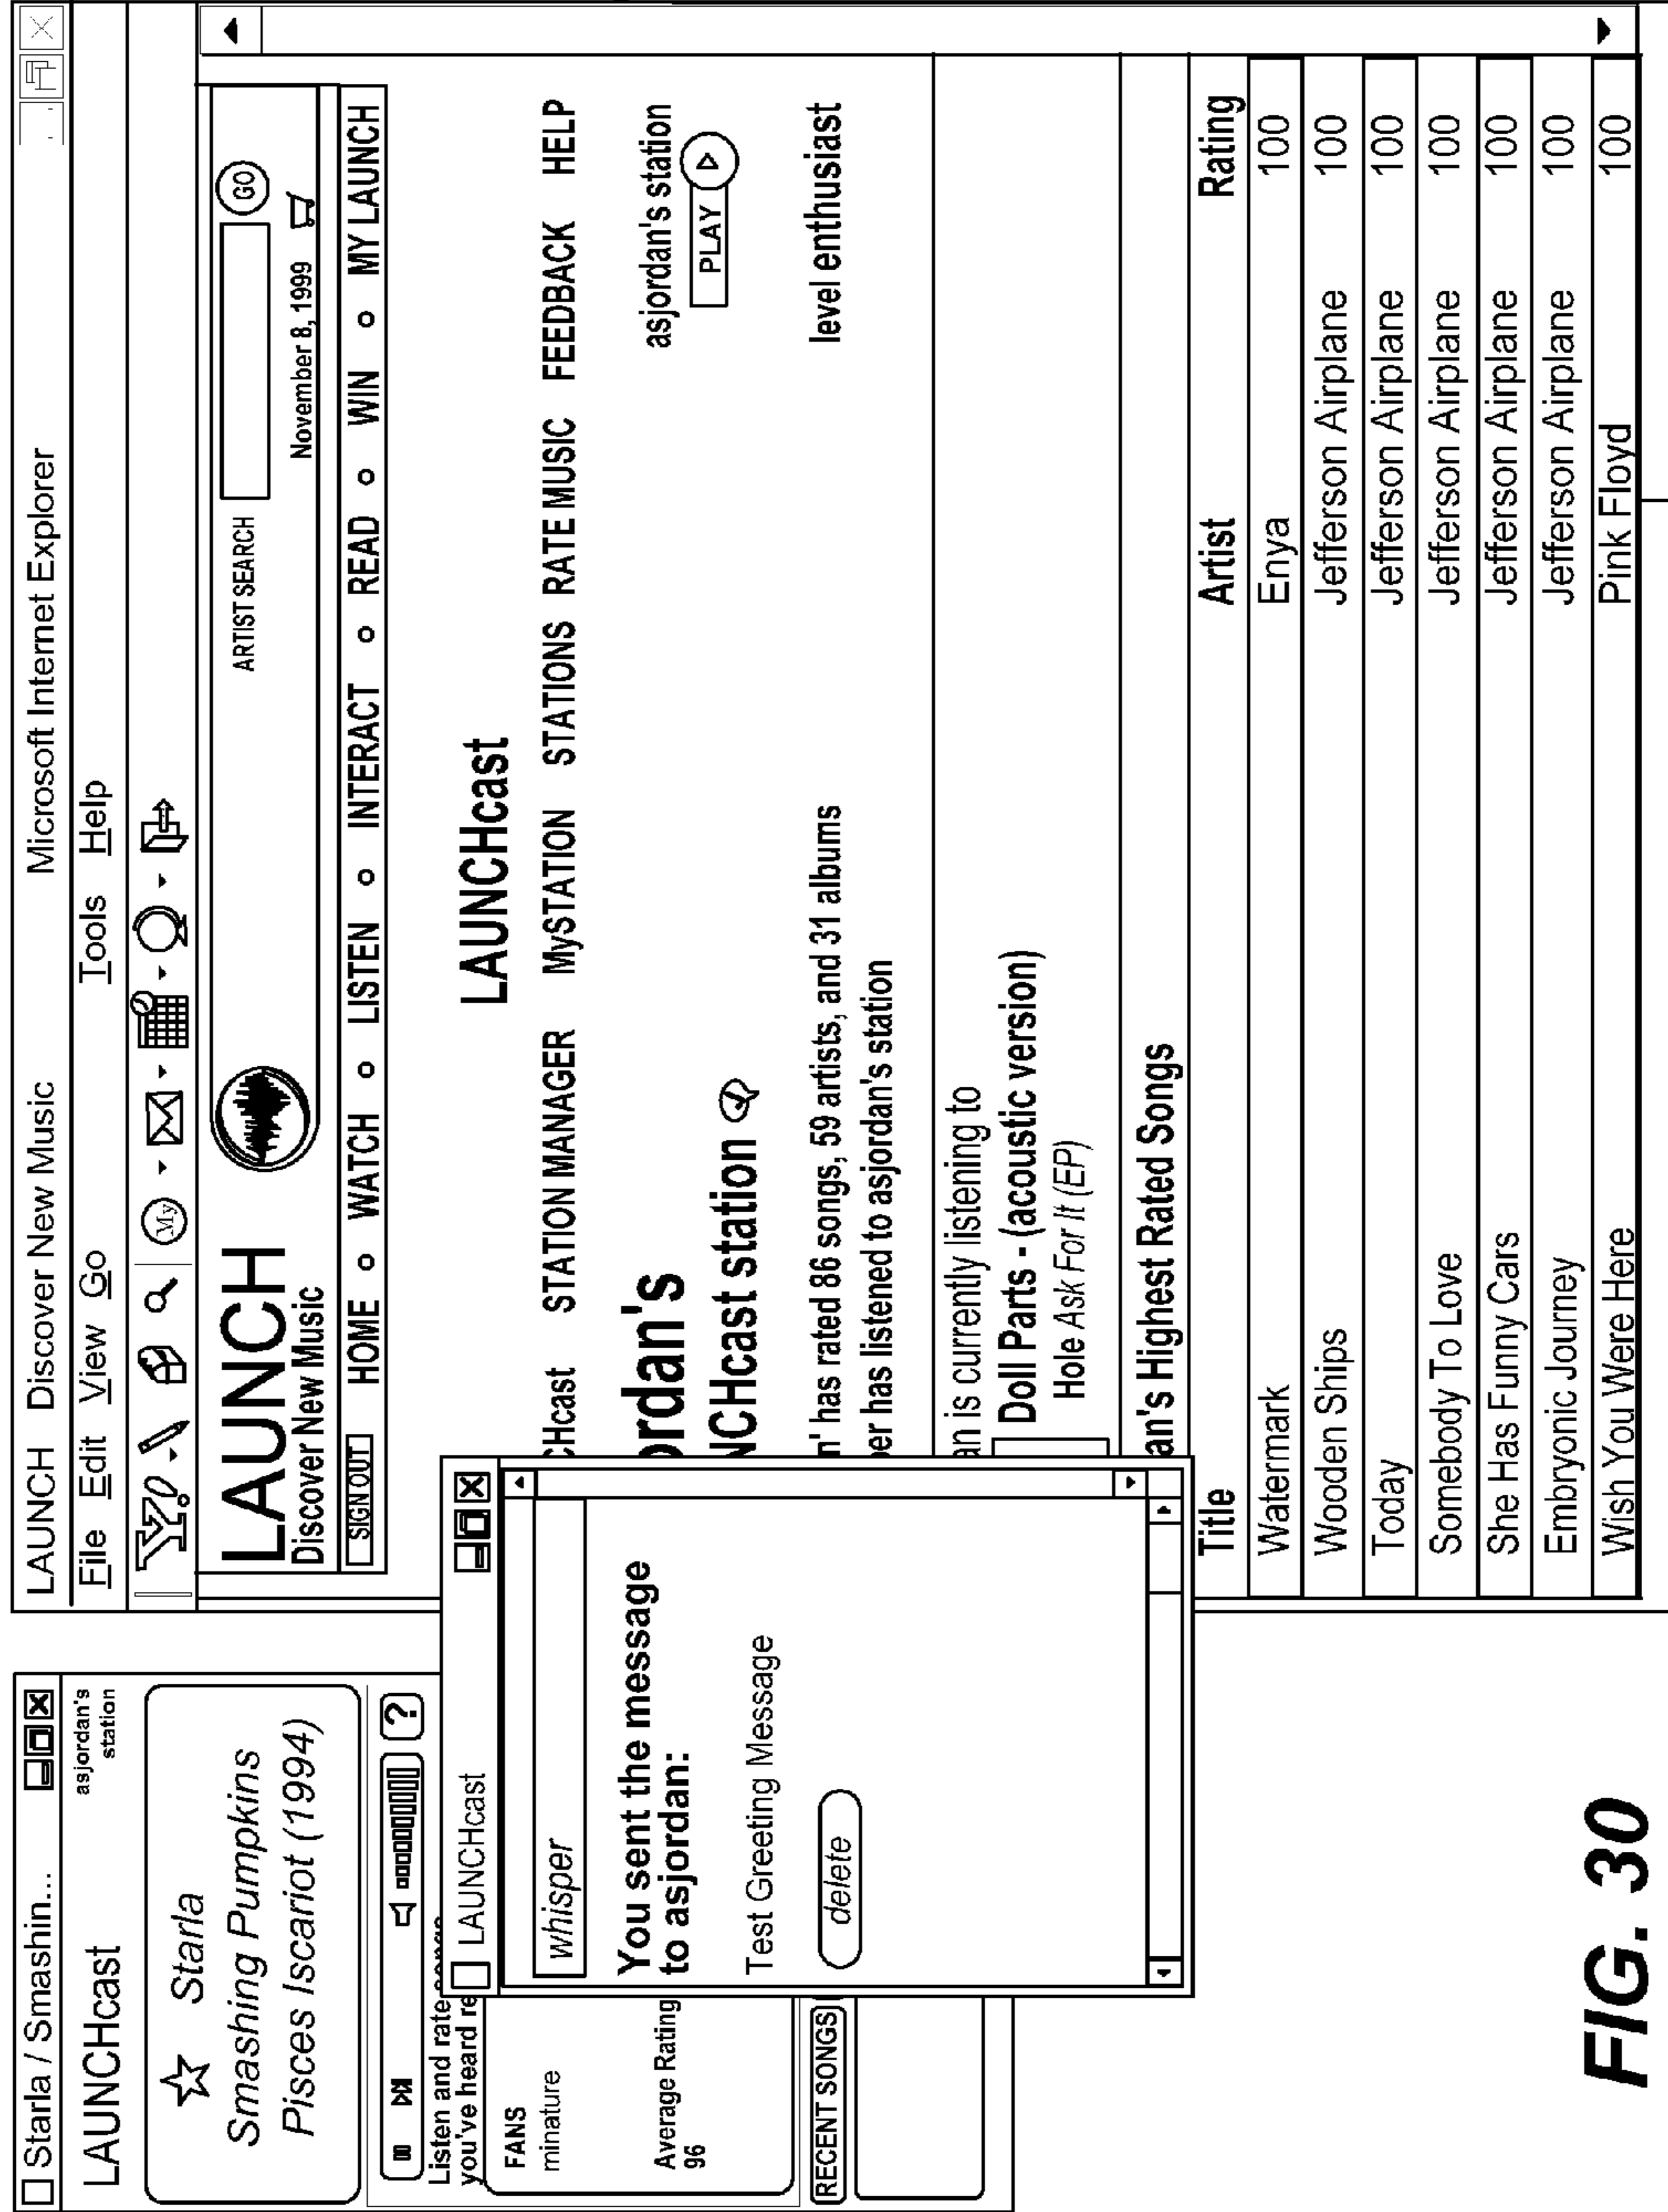 Starla / Smashin...
LAUNCHcast
asjordan's
station
Starla
Smashing Pumpkins
Pisces Iscariot (1994)
?
Listen and rate songs
you've heard re
FANS
minature
Average Rating
96
RECENT SONGS
LAUNCHcast
whisper
You sent the message
to asjordan:
Test Greeting Message
delete
LAUNCH Discover New Music Microsoft Internet Explorer
File Edit View Go Tools Help
Y! My
LAUNCH
Discover New Music
ARTIST SEARCH GO
November 8, 1999
SIGN OUT HOME o WATCH o LISTEN o INTERACT o READ o WIN o MY LAUNCH
LAUNCHcast
CHcast STATION MANAGER MySTATION STATIONS RATE MUSIC FEEDBACK HELP
ordan's
NCHcast station
asjordan's station
PLAY
n' has rated 86 songs, 59 artists, and 31 albums
level enthusiast
ber has listened to asjordan's station
an is currently listening to
Doll Parts - (acoustic version)
Hole Ask For It (EP)
an's Highest Rated Songs
Title Artist Rating
Watermark Enya 100
Wooden Ships Jefferson Airplane 100
Today Jefferson Airplane 100
Somebody To Love Jefferson Airplane 100
She Has Funny Cars Jefferson Airplane 100
Embryonic Journey Jefferson Airplane 100
Wish You Were Here Pink Floyd 100
FIG. 30